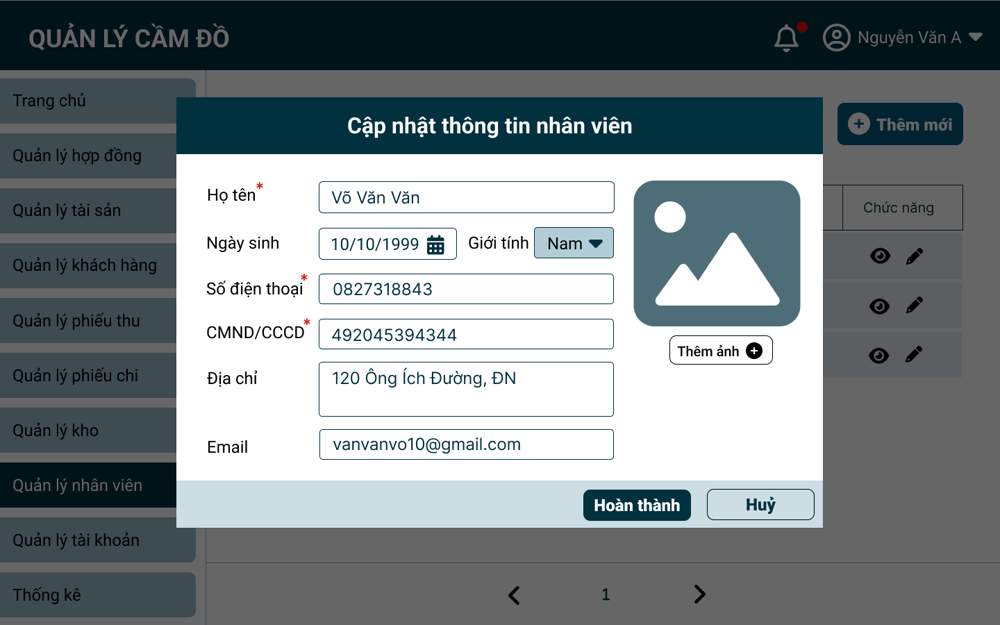 QUẢN LÝ CẦM ĐỒ
Nguyễn Văn A
Trang chủ
Quản lý hợp đồng
Quản lý tài sản
Quản lý khách hàng
Quản lý phiếu thu
Quản lý phiếu chi
Quản lý kho
Quản lý nhân viên
Quản lý tài khoản
Thống kê
Thêm mới
Chức năng
Cập nhật thông tin nhân viên
Họ tên* Võ Văn Văn
Ngày sinh 10/10/1999 Giới tính Nam
Số điện thoại* 0827318843
CMND/CCCD* 492045394344
Địa chỉ 120 Ông Ích Đường, ĐN
Email vanvanvo10@gmail.com
Thêm ảnh
Hoàn thành Huỷ
1